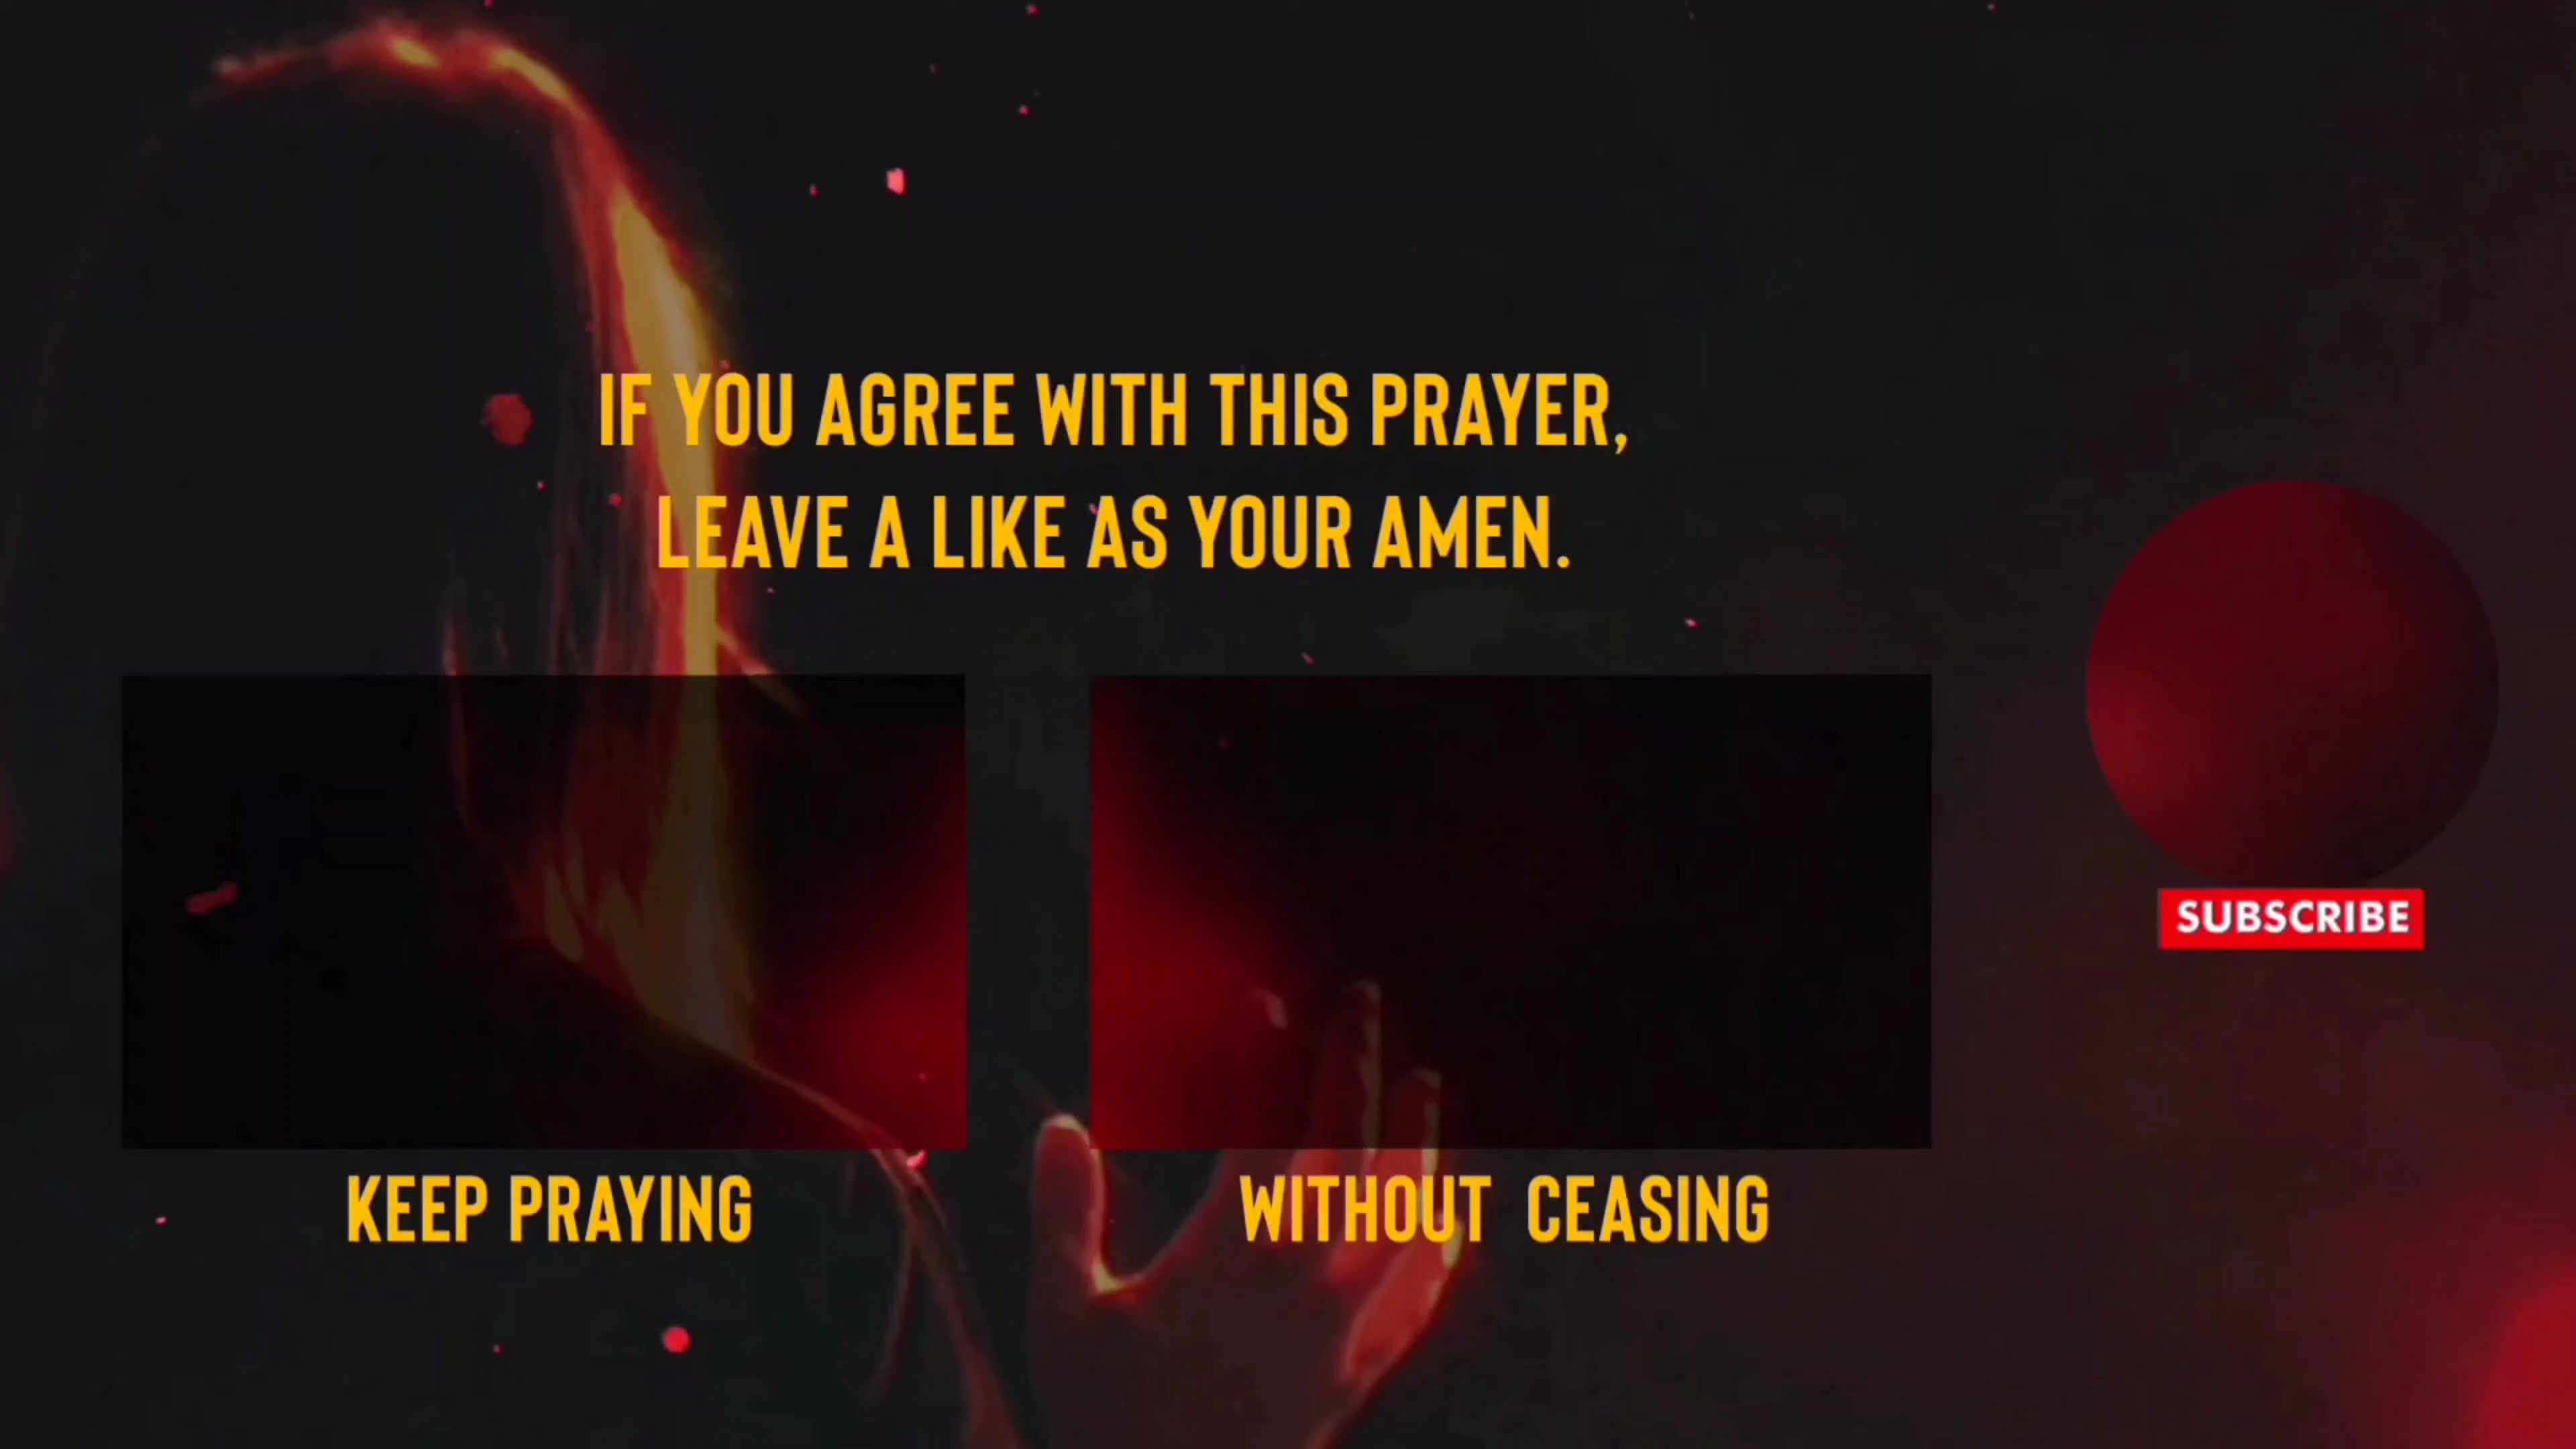 IF YOU AGREE WITH THIS PRAYER,
LEAVE A LIKE AS YOUR AMEN.
SUBSCRIBE
KEEP PRAYING
WITHOUT CEASING